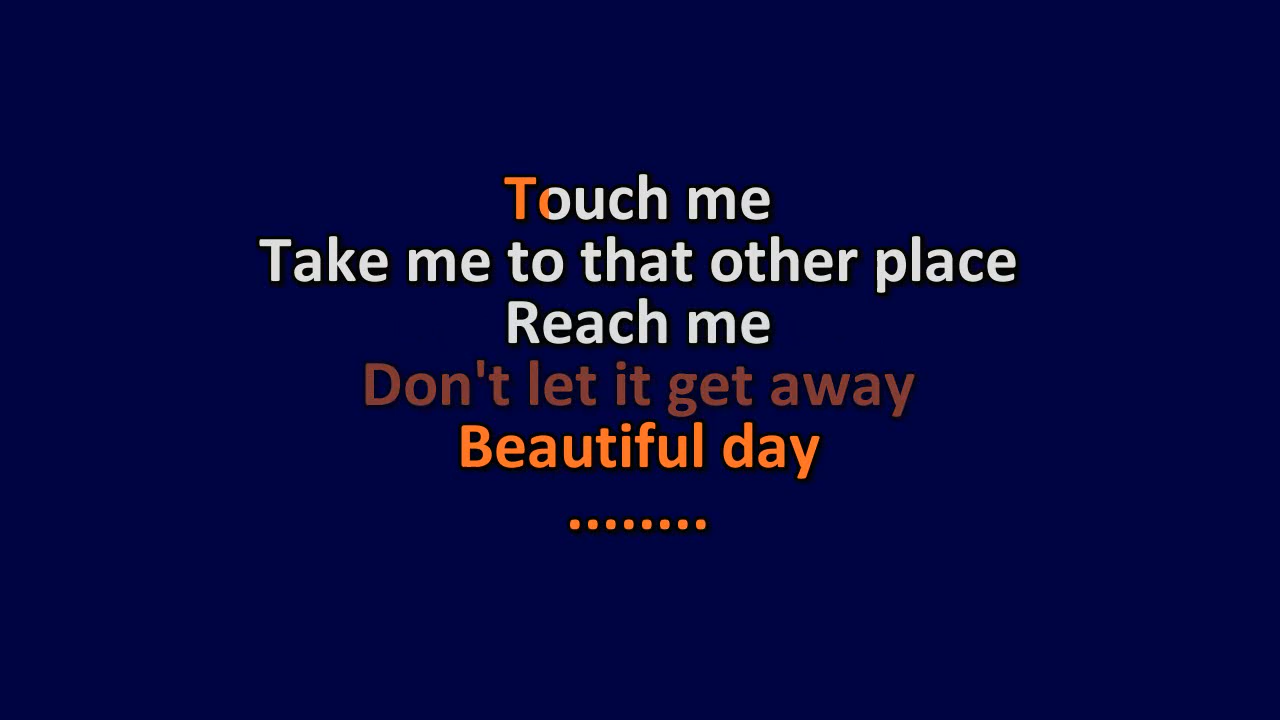 Touch me
Take me to that other place
Reach me
Don't let it get away
Beautiful day
........